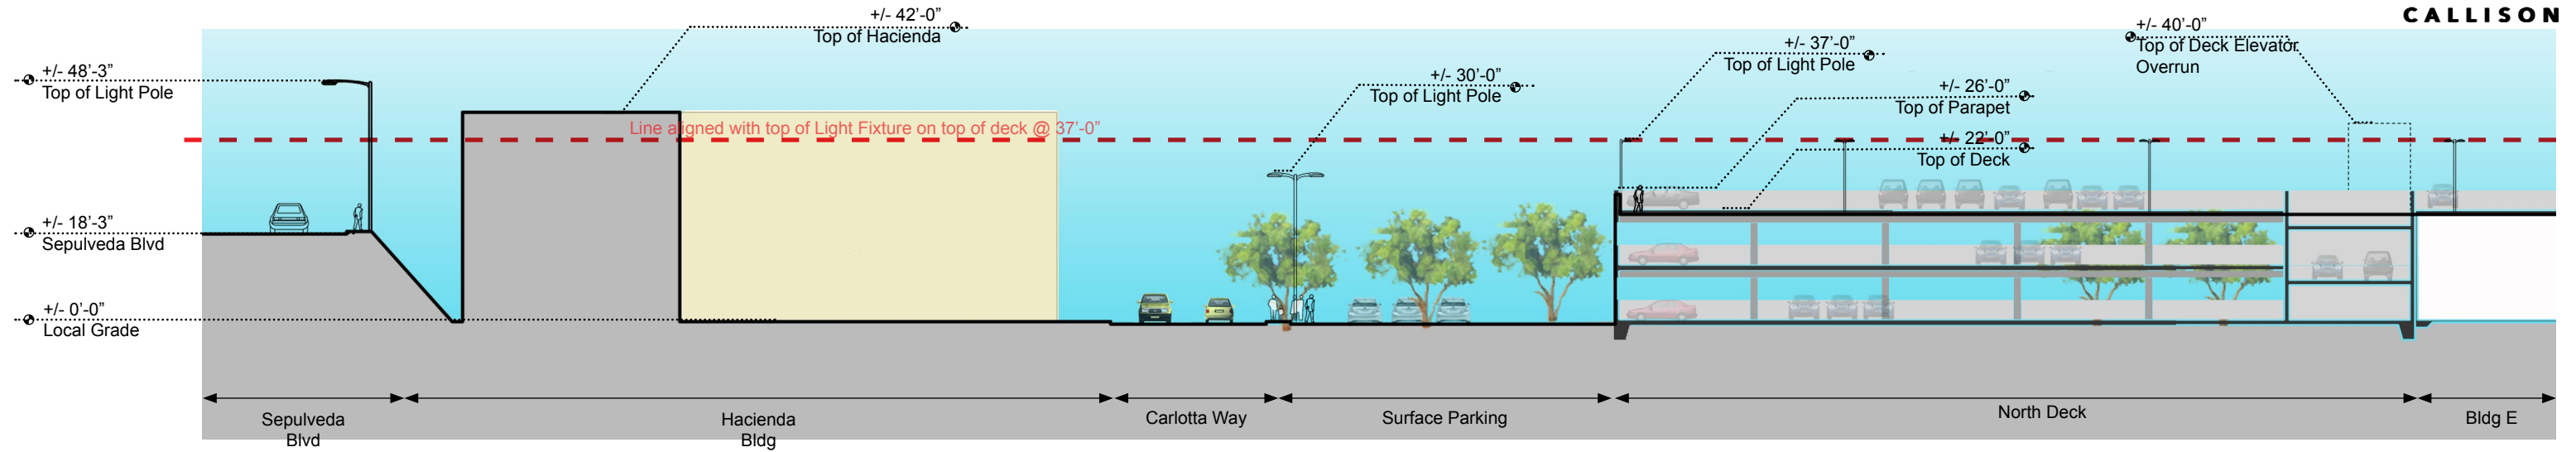 CALLISON
+/- 42’-0”
Top of Hacienda
+/- 40’-0”
Top of Deck Elevator
Overrun
+/- 37’-0”
Top of Light Pole
+/- 48’-3”
Top of Light Pole
+/- 30’-0”
Top of Light Pole
+/- 26’-0”
Top of Parapet
Line aligned with top of Light Fixture on top of deck @ 37’-0”
+/- 22’-0”
Top of Deck
+/- 18’-3”
Sepulveda Blvd
+/- 0’-0”
Local Grade
Sepulveda
Blvd
Hacienda
Bldg
Carlotta Way
Surface Parking
North Deck
Bldg E